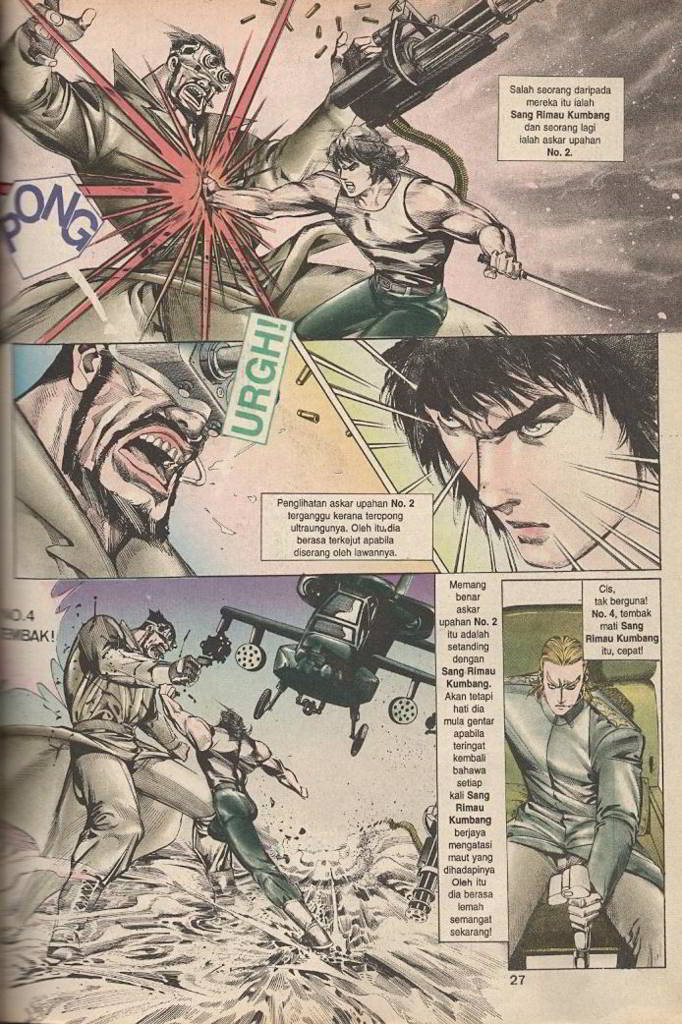 Salah seorang daripada
mereka itu ialah
Sang Rimau Kumbang
dan seorang lagi
ialah askar upahan
No. 2.
PONG
URGH!
Penglihatan askar upahan No. 2
terganggu kerana teropong
ultraungunya. Oleh itu.dia
berasa terkejut apabila
diserang oleh lawannya.
NO.4
EMBAK!
Memang
benar
askar
upahan No. 2
itu adalah
setanding
dengan
Sang Rimau
Kumbang.
Akan tetapi
hati dia
mula gentar
apabila
teringat
kembali
bahawa
setiap
kali Sang
Rimau
Kumbang
berjaya
mengatasi
maut yang
dihadapinya
Oleh itu
dia berasa
lemah
semangat
sekarang!
Cis,
tak berguna!
No. 4, tembak
mati Sang
Rimau Kumbang
itu, cepat!
27